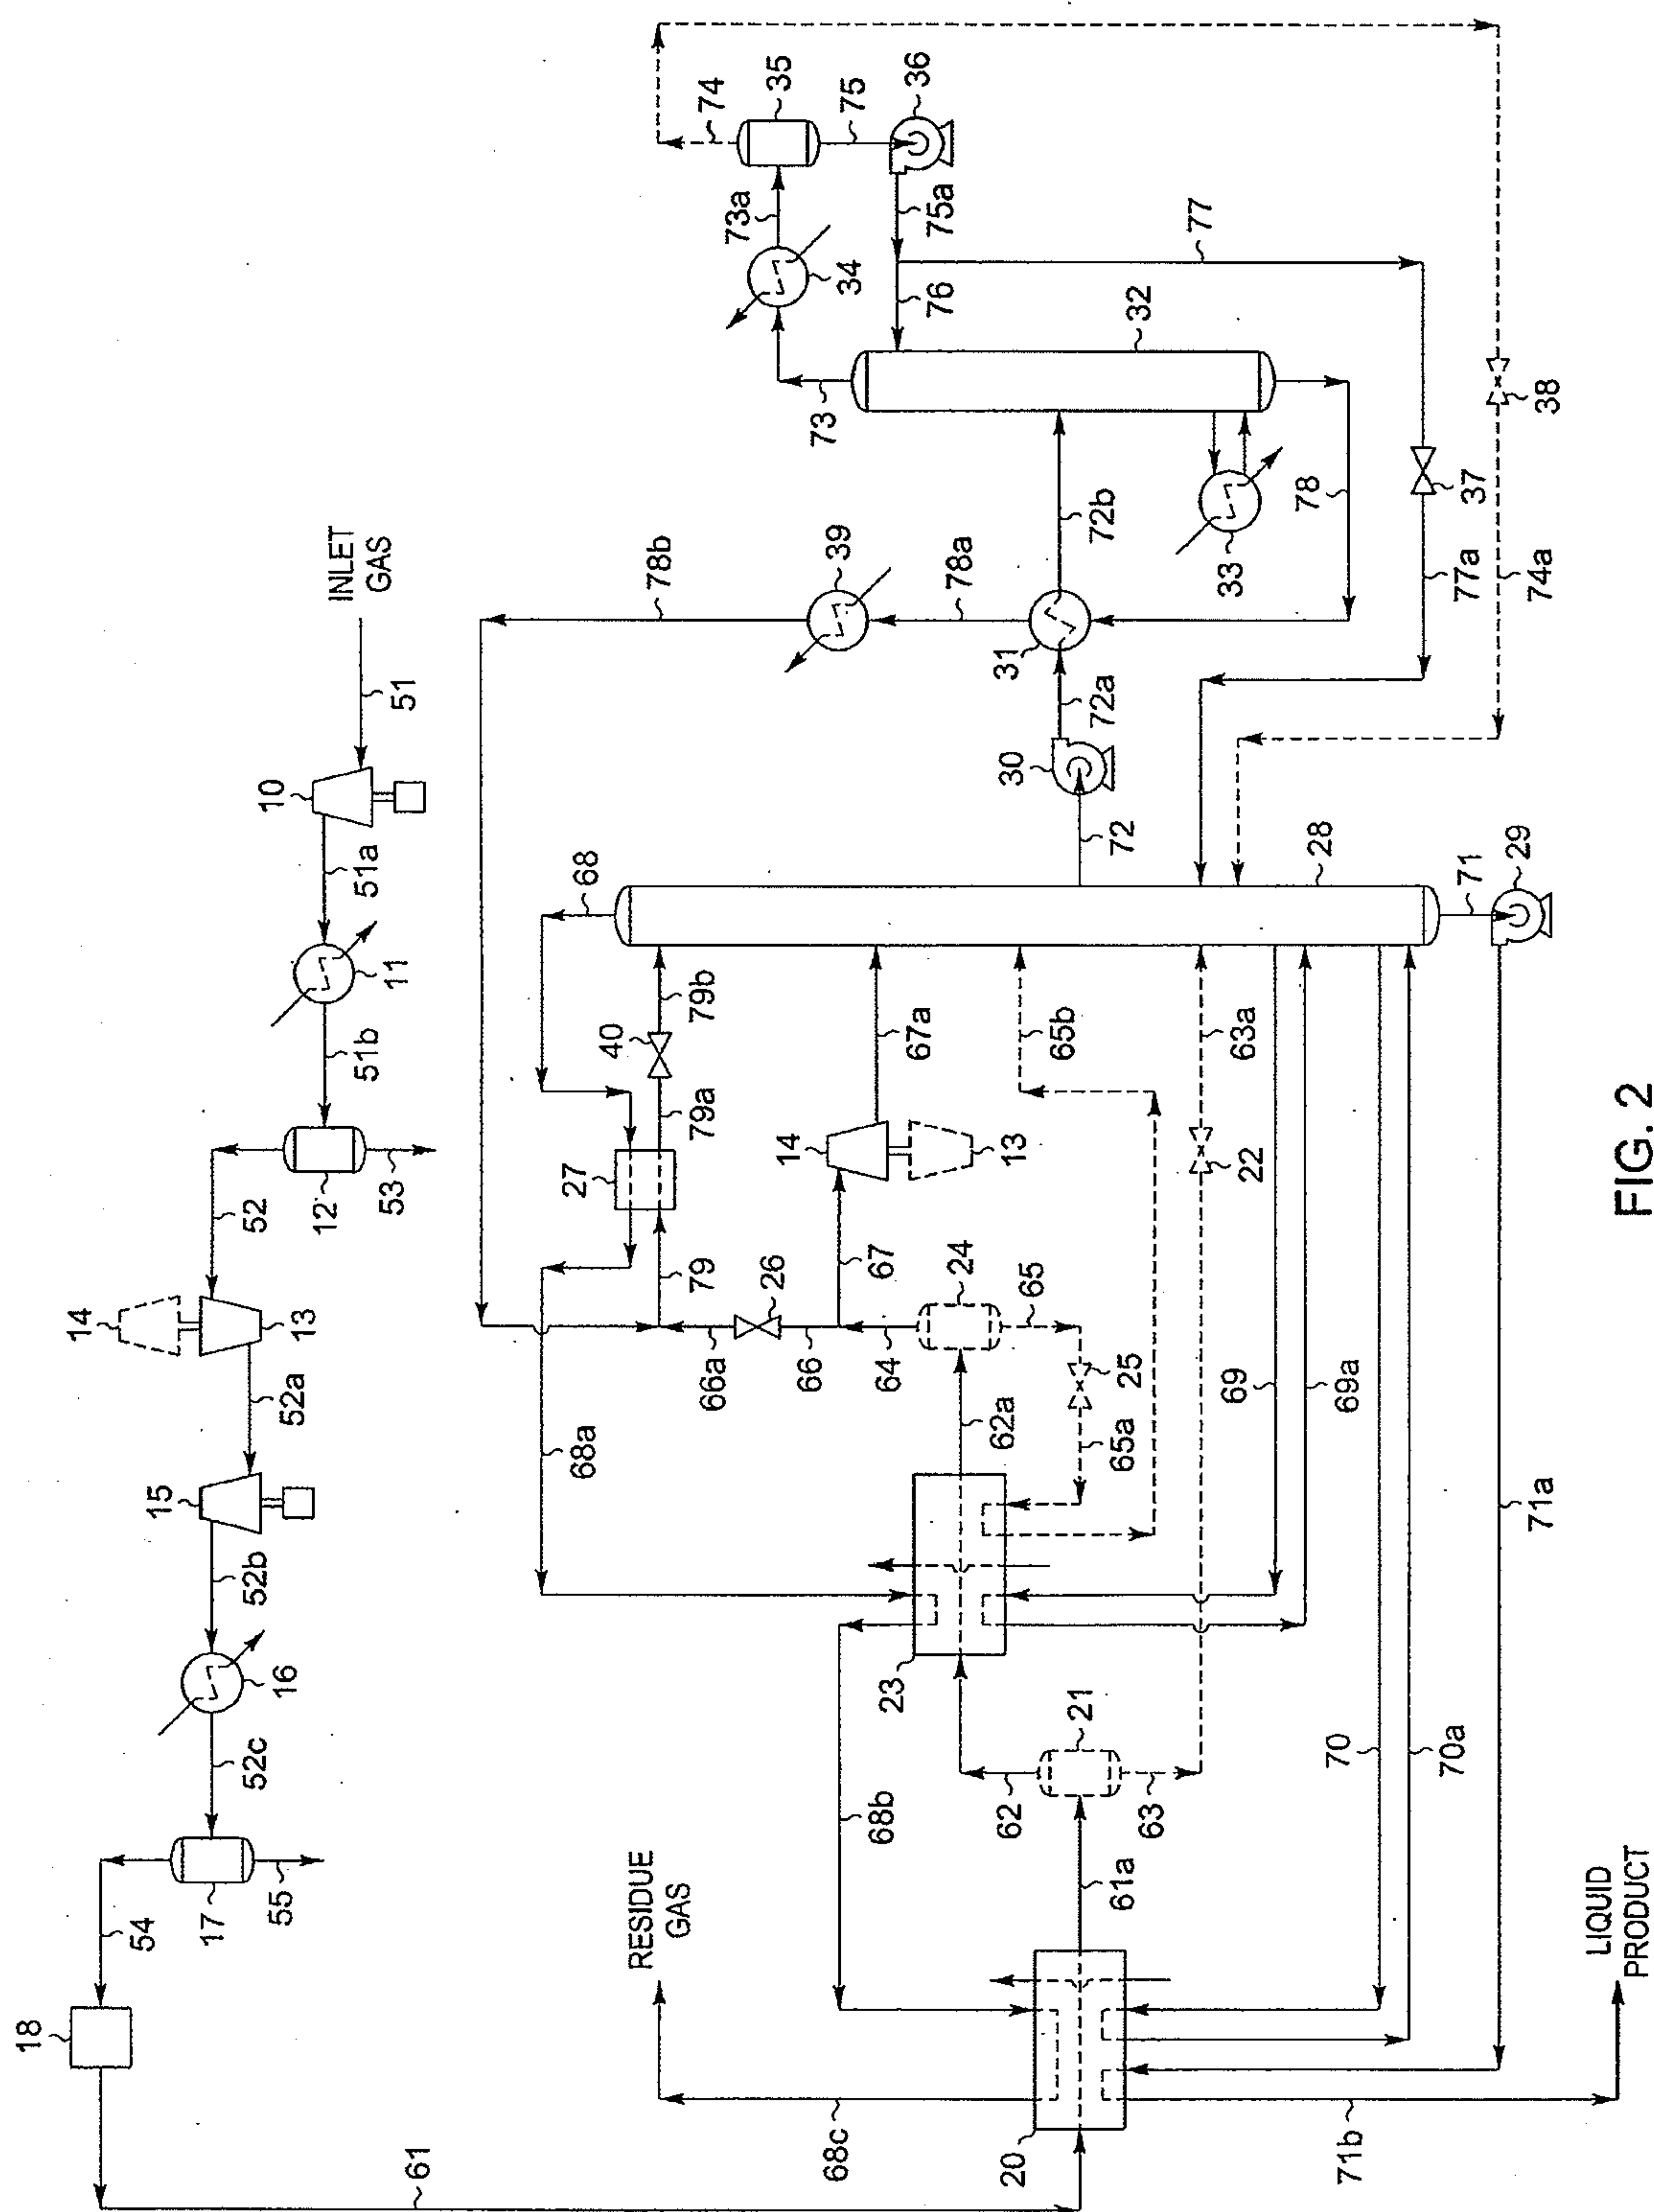 INLET
GAS
51
10
51a
11
51b
12
53
52
14
13
52a
15
52b
16
52c
17
55
54
18
61
74
35
75
36
73a
34
75a
76
77
73
32
33
78
37
38
77a
74a
72b
31
72a
30
72
39
78a
78b
68
28
71
29
79b
40
79a
27
79
67a
14
13
67
65b
63a
22
26
66a
66
64
24
65
25
65a
62a
23
68a
69
69a
71a
21
62
63
68b
61a
70
70a
RESIDUE
GAS
68c
20
71b
LIQUID
PRODUCT
FIG. 2